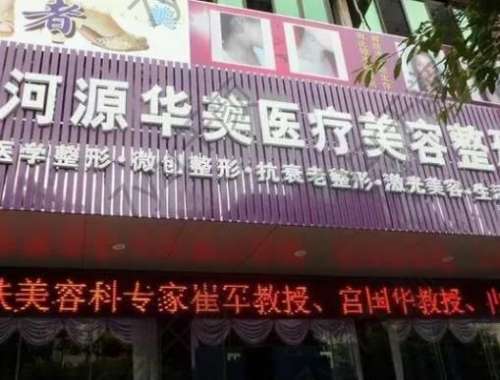 者
河源华美医疗美容整
医学整形·微创整形·抗衰老整形·激光美容·生
肤美容科专家崔军教授、宫国华教授、